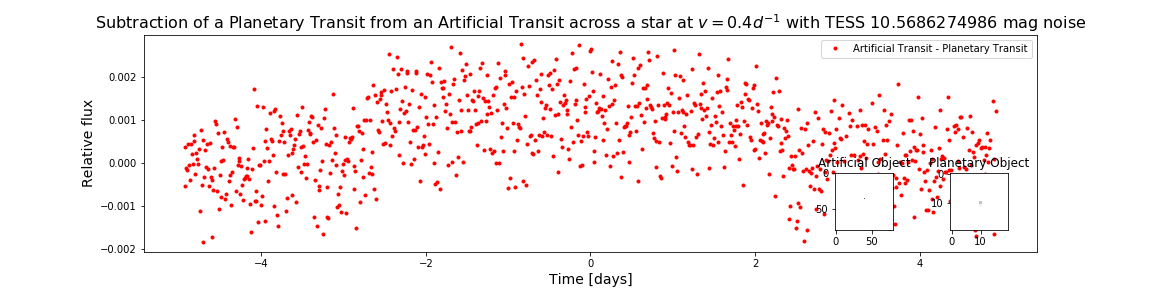 Subtraction of a Planetary Transit from an Artificial Transit across a star at v = 0.4d⁻¹ with TESS 10.5686274986 mag noise
Artificial Transit - Planetary Transit
Relative flux
0.002
0.001
0.000
−0.001
−0.002
Artificial Object
0
50
0 50
Planetary Object
0
10
0 10
−4 −2 0 2 4
Time [days]